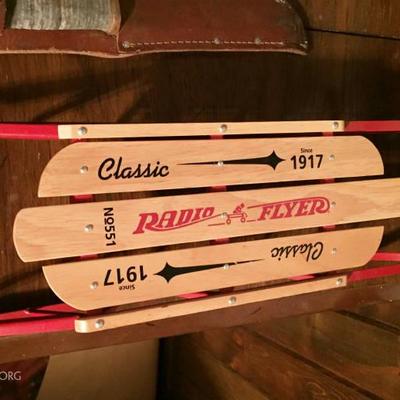 Classic Since 1917
NO551 RADIO FLYER
Classic Since 1917
ORG